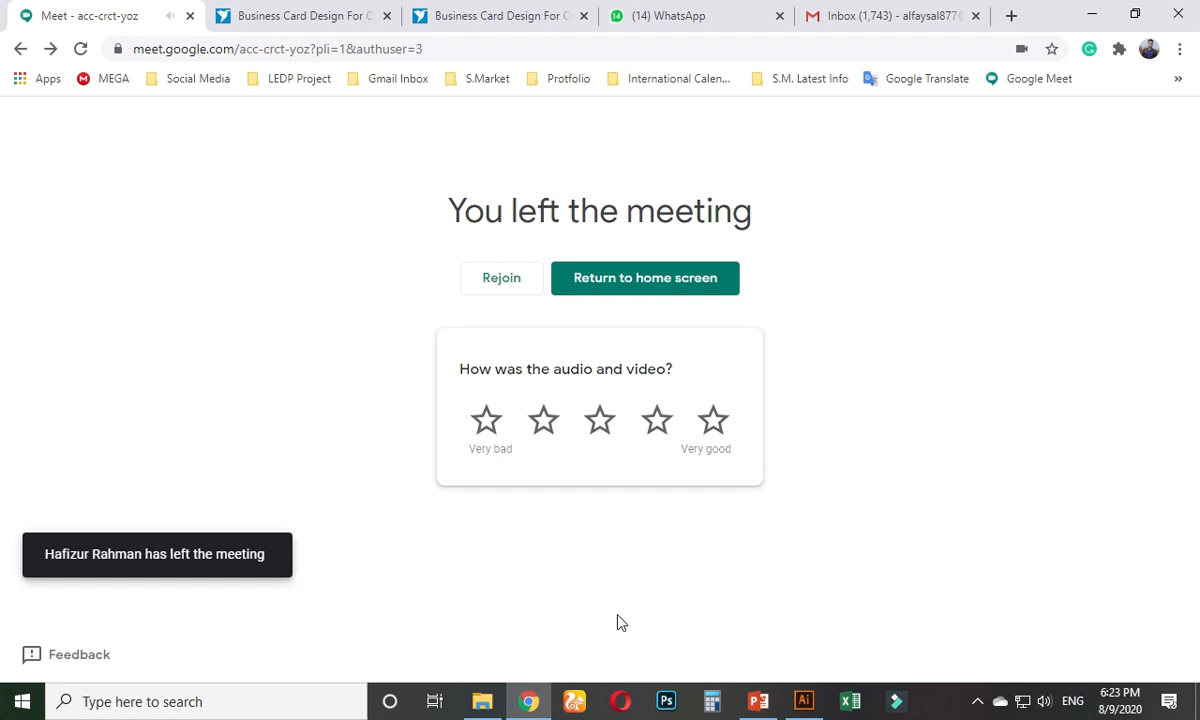 Meet - acc-crct-yoz
Business Card Design For C
Business Card Design For C
(14) WhatsApp
Inbox (1,743) - alfaysal877@
meet.google.com/acc-crct-yoz?pli=1&authuser=3
Apps
MEGA
Social Media
LEDP Project
Gmail Inbox
S.Market
Protfolio
International Calen...
S.M. Latest Info
Google Translate
Google Meet
You left the meeting
Rejoin
Return to home screen
How was the audio and video?
Very bad
Very good
Hafizur Rahman has left the meeting
Feedback
Type here to search
ENG
6:23 PM
8/9/2020